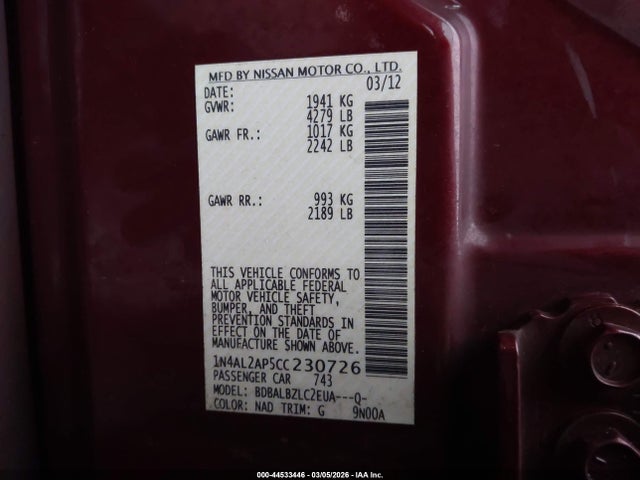 MFD BY NISSAN MOTOR CO., LTD.
DATE: 03/12
GVWR: 1941 KG
4279 LB
GAWR FR.: 1017 KG
2242 LB
GAWR RR.: 993 KG
2189 LB
THIS VEHICLE CONFORMS TO
ALL APPLICABLE FEDERAL
MOTOR VEHICLE SAFETY,
BUMPER, AND THEFT
PREVENTION STANDARDS IN
EFFECT ON THE DATE OF
MANUFACTURE SHOWN ABOVE.
1N4AL2AP5CC230726
PASSENGER CAR 743
MODEL: BDBALBZLC2EUA---Q-
COLOR: NAD TRIM: G 9N00A
000-44533446 - 03/05/2026 - IAA Inc.